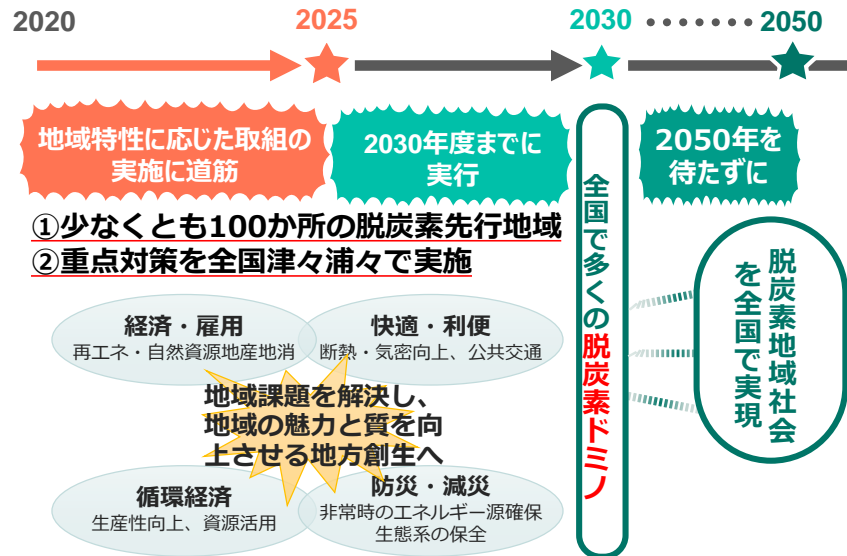 2020
2025
2030
2050
地域特性に応じた取組の
実施に道筋
2030年度までに
実行
2050年を
待たずに
①少なくとも100か所の脱炭素先行地域
②重点対策を全国津々浦々で実施
経済・雇用
再エネ・自然資源地産地消
快適・利便
断熱・気密向上、公共交通
地域課題を解決し、
地域の魅力と質を向
上させる地方創生へ
循環経済
生産性向上、資源活用
防災・減災
非常時のエネルギー源確保
生態系の保全
全国で多くの脱炭素ドミノ
脱炭素地域社会
を全国で実現